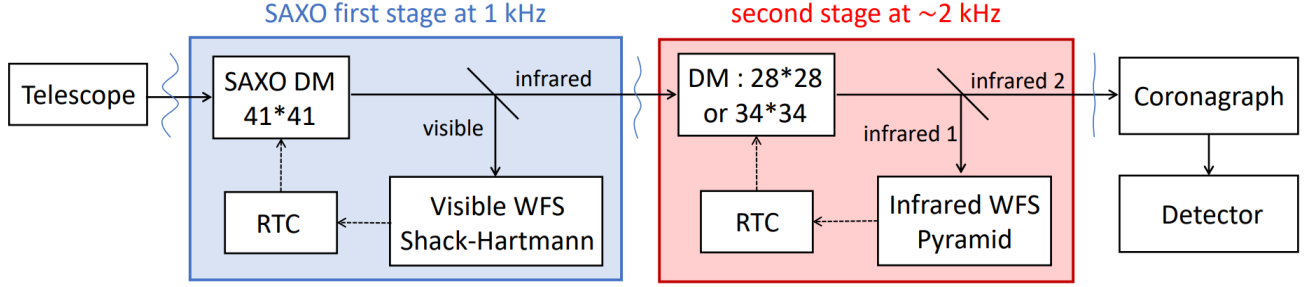 SAXO first stage at 1 kHz
second stage at ~2 kHz
Telescope
SAXO DM
41*41
infrared
visible
RTC
Visible WFS
Shack-Hartmann
DM : 28*28
or 34*34
infrared 2
infrared 1
RTC
Infrared WFS
Pyramid
Coronagraph
Detector